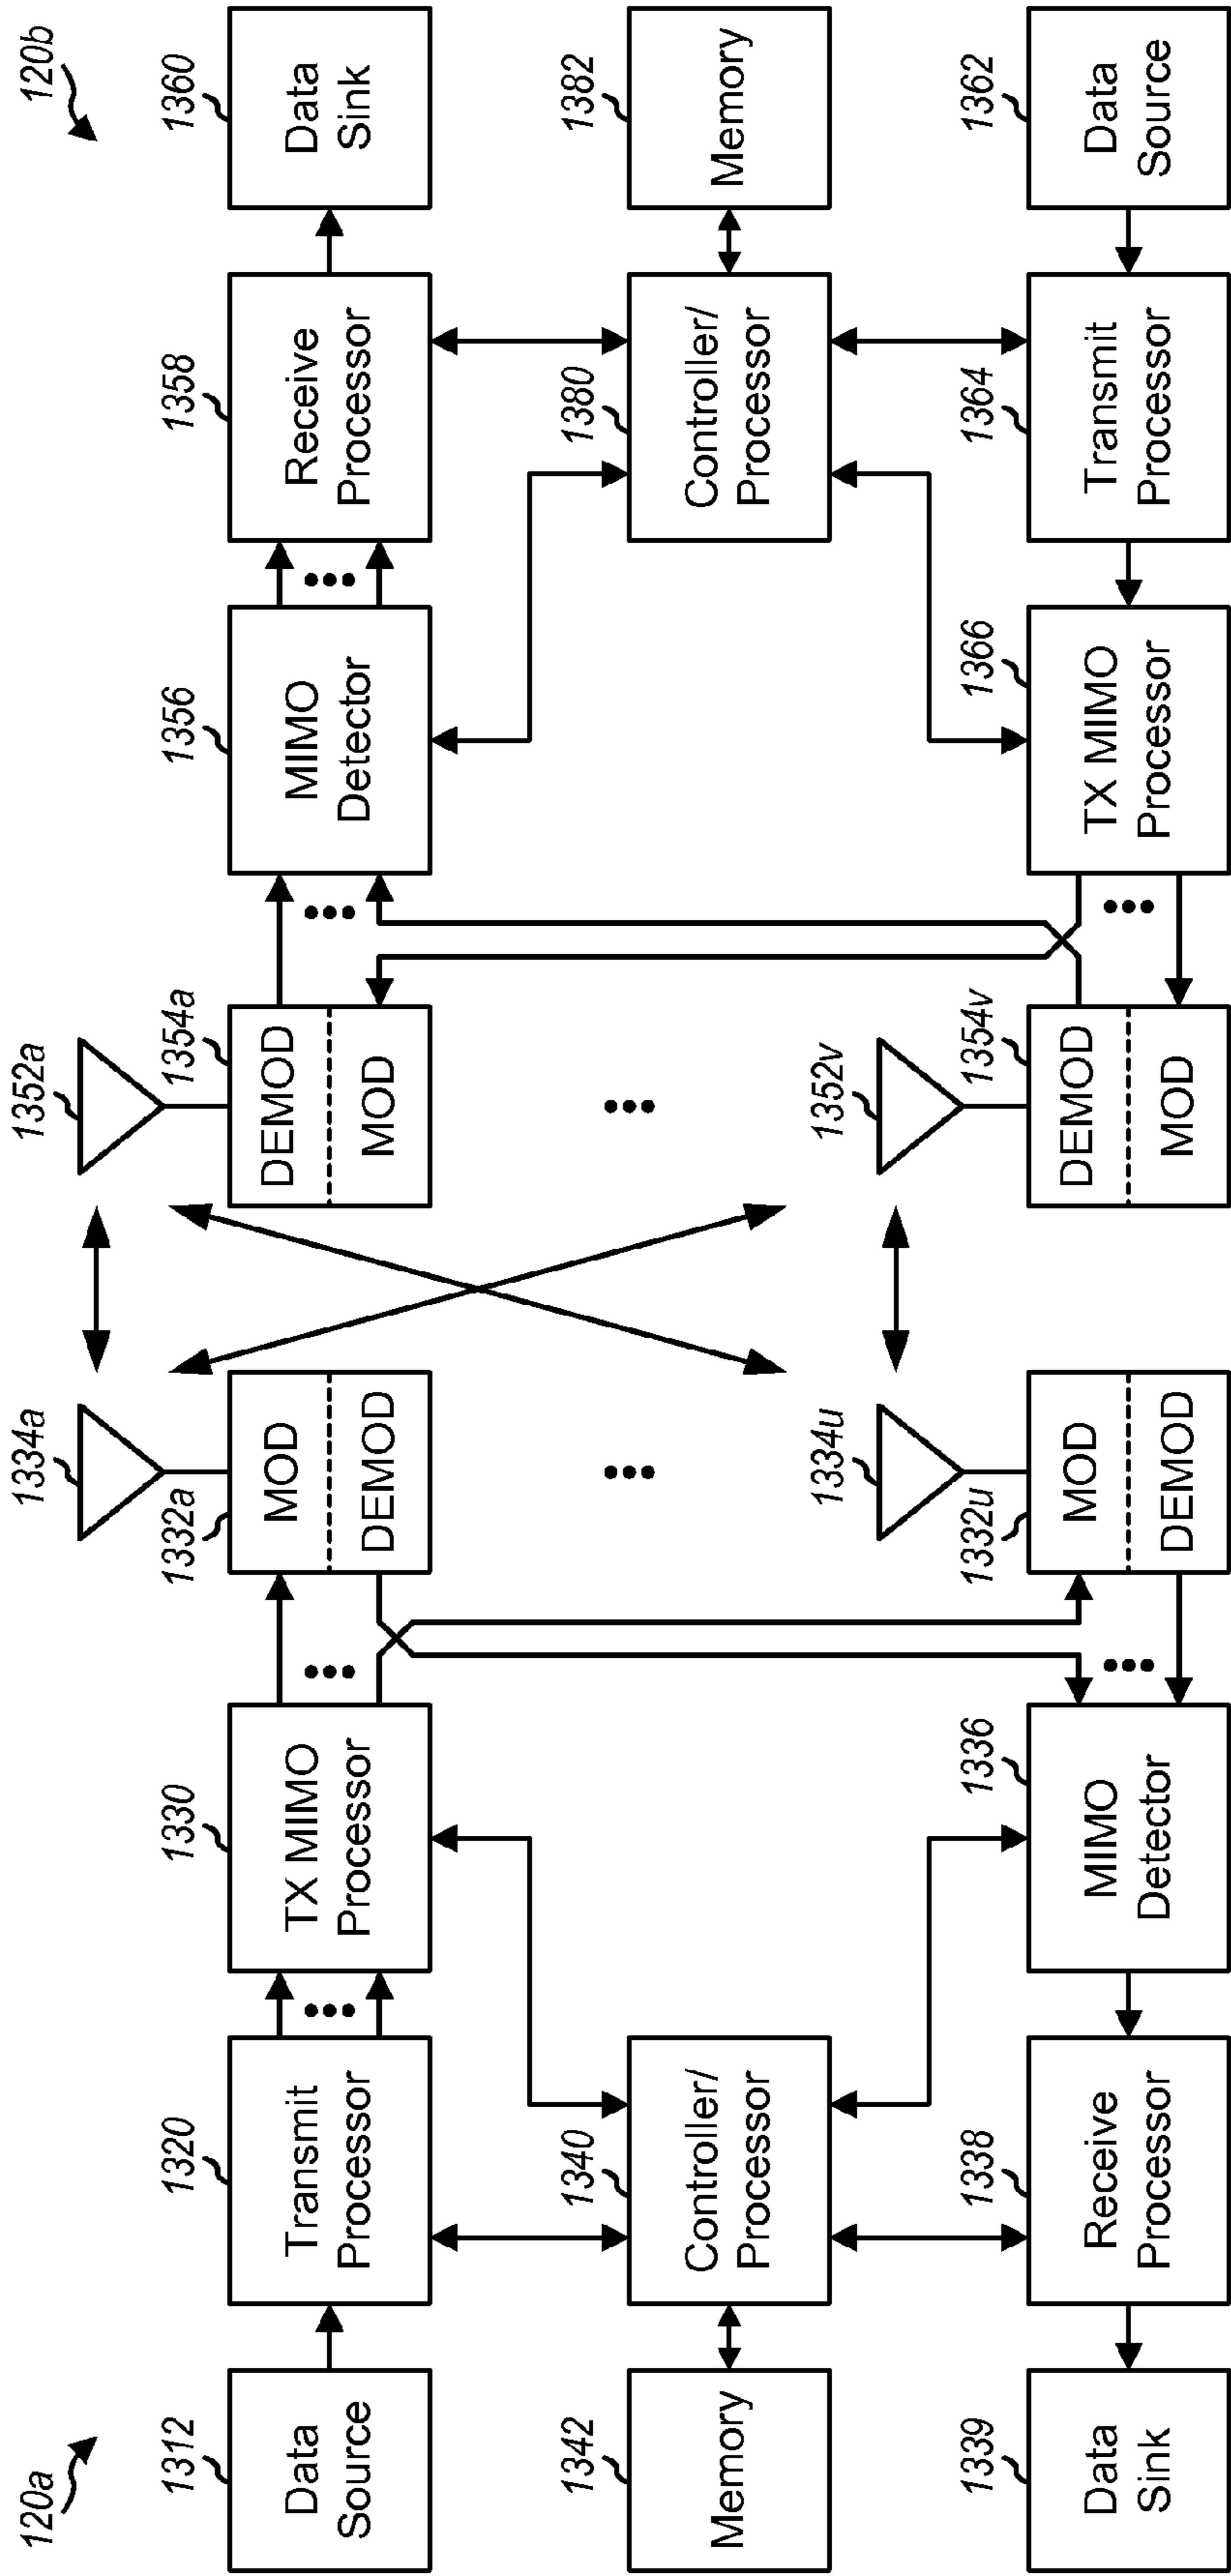 120a
120b
1312
Data
Source
1320
Transmit
Processor
1330
TX MIMO
Processor
1334a
1332a
MOD
DEMOD
1352a
1354a
DEMOD
MOD
1356
MIMO
Detector
1358
Receive
Processor
1360
Data
Sink
1342
Memory
1340
Controller/
Processor
1380
Controller/
Processor
1382
Memory
1339
Data
Sink
1338
Receive
Processor
1336
MIMO
Detector
1334u
1332u
MOD
DEMOD
1352v
1354v
DEMOD
MOD
1366
TX MIMO
Processor
1364
Transmit
Processor
1362
Data
Source